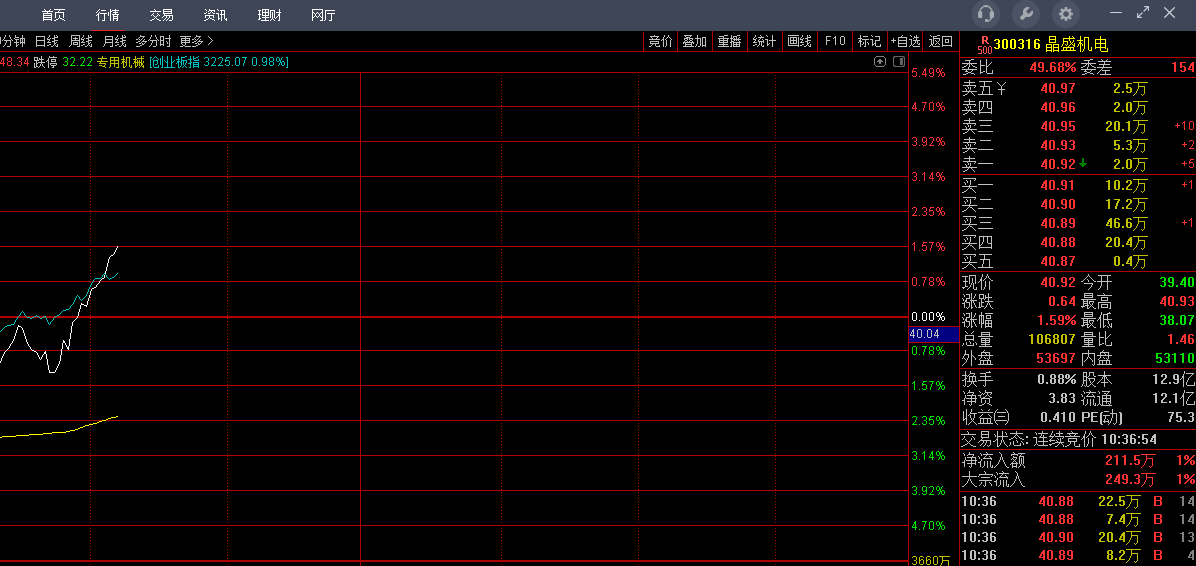 首页 行情 交易 资讯 理财 网厅
分钟 日线 周线 月线 多分时 更多>
竞价 叠加 重播 统计 画线 F10 标记 +自选 返回
48.34 跌停 32.22 专用机械 [创业板指 3225.07 0.98%]
5.49%
4.70%
3.92%
3.14%
2.35%
1.57%
0.78%
0.00%
40.04
0.78%
1.57%
2.35%
3.14%
3.92%
4.70%
3660万
R 500 300316 晶盛机电
委比 49.68% 委差 154
卖五¥ 40.97 2.5万
卖四 40.96 2.0万
卖三 40.95 20.1万 +10
卖二 40.93 5.3万 +2
卖一 40.92 2.0万 +5
买一 40.91 10.2万 +1
买二 40.90 17.2万
买三 40.89 46.6万 +1
买四 40.88 20.4万
买五 40.87 0.4万
现价 40.92 今开 39.40
涨跌 0.64 最高 40.93
涨幅 1.59% 最低 38.07
总量 106807 量比 1.46
外盘 53697 内盘 53110
换手 0.88% 股本 12.9亿
净资 3.83 流通 12.1亿
收益㈢ 0.410 PE(动) 75.3
交易状态: 连续竞价 10:36:54
净流入额 211.5万 1%
大宗流入 249.3万 1%
10:36 40.88 22.5万 B 14
10:36 40.88 7.4万 B 14
10:36 40.90 20.4万 B 13
10:36 40.89 8.2万 B 4